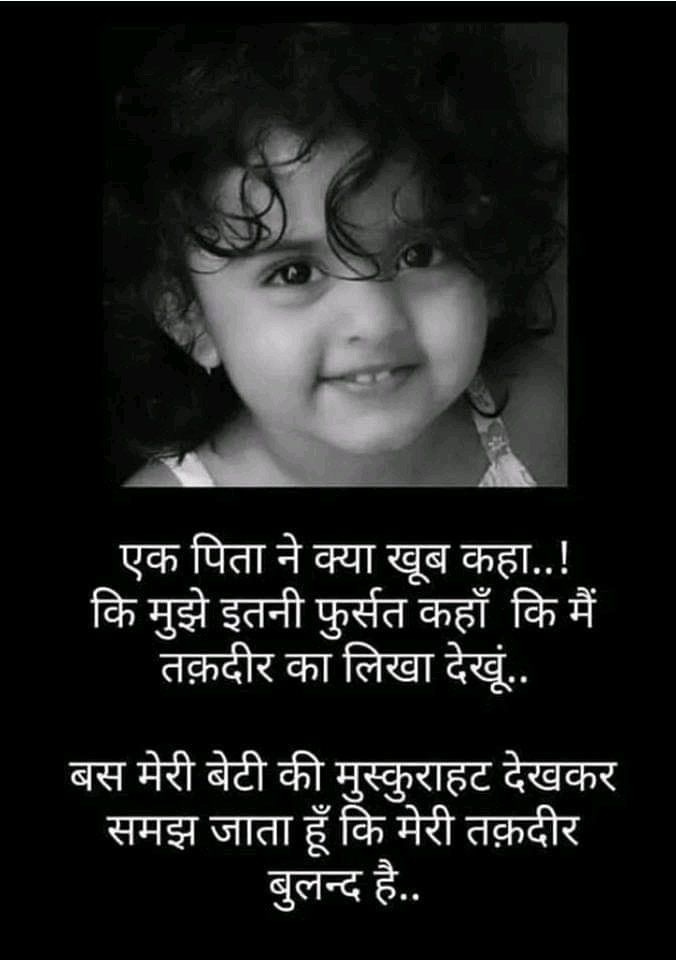 एक पिता ने क्या खूब कहा..!
कि मुझे इतनी फुर्सत कहाँ कि मैं
तक़दीर का लिखा देखूं..
बस मेरी बेटी की मुस्कुराहट देखकर
समझ जाता हूँ कि मेरी तक़दीर
बुलन्द है..